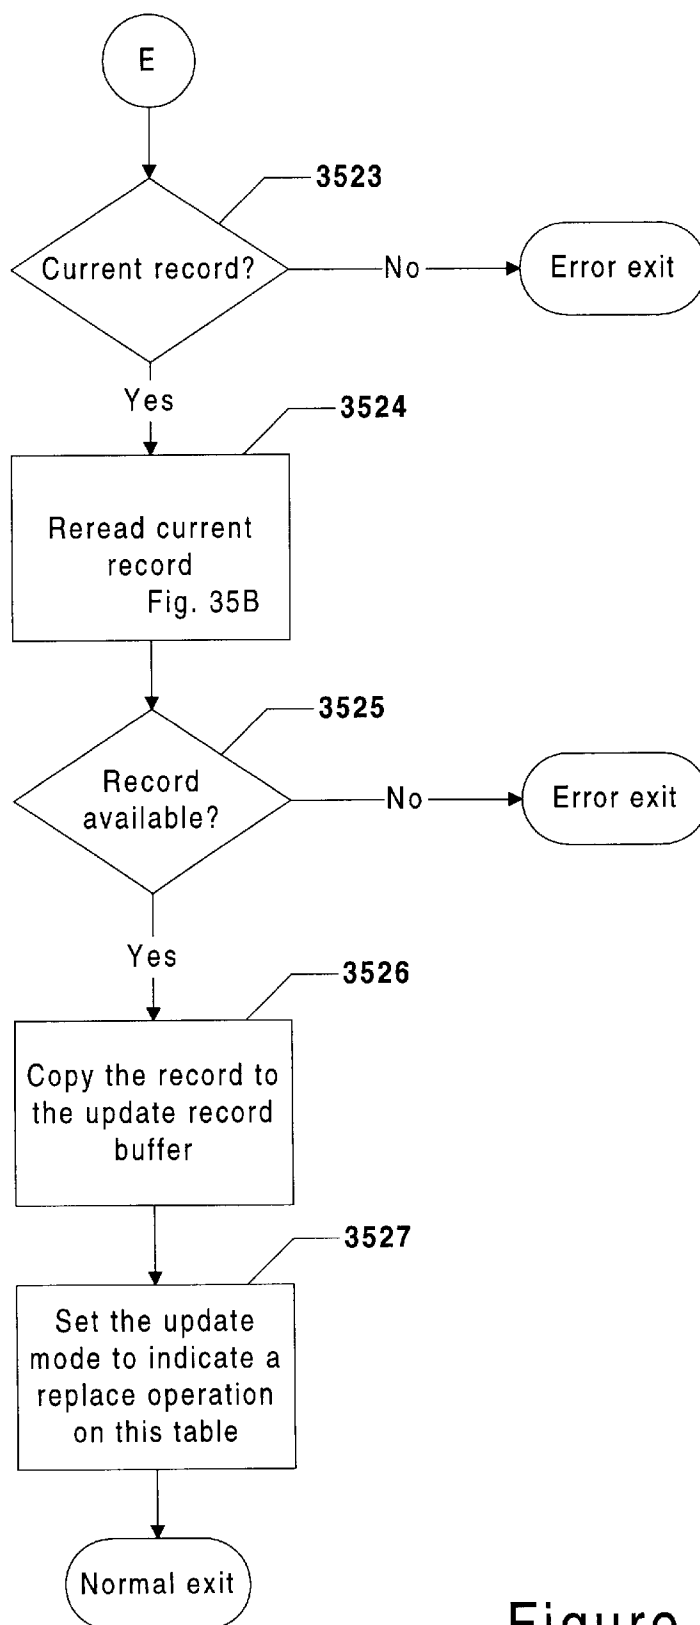 E
3523
Current record?
No
Error exit
Yes
3524
Reread current
record
Fig. 35B
3525
Record
available?
No
Error exit
Yes
3526
Copy the record to
the update record
buffer
3527
Set the update
mode to indicate a
replace operation
on this table
Normal exit
Figure